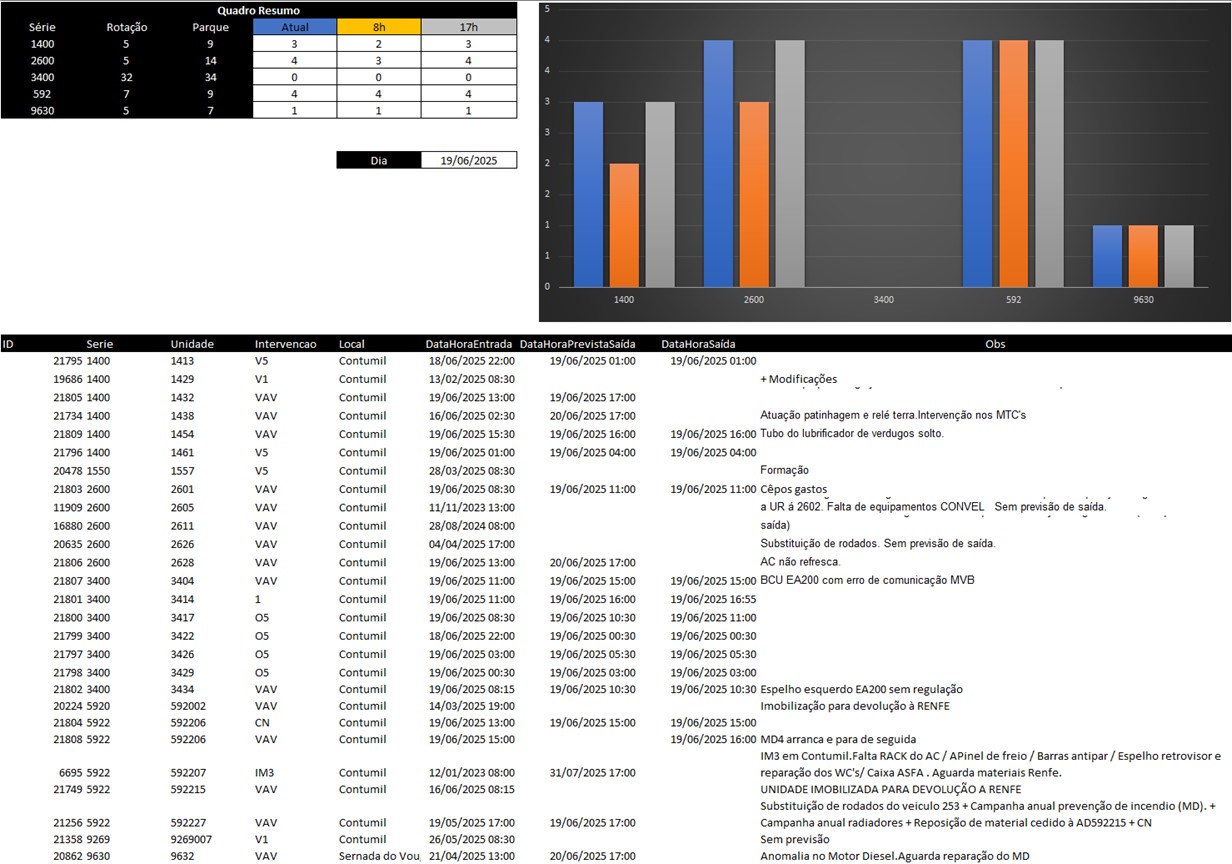 Quadro Resumo
Série Rotação Parque Atual 8h 17h
1400 5 9 3 2 3
2600 5 14 4 3 4
3400 32 34 0 0 0
592 7 9 4 4 4
9630 5 7 1 1 1
Dia 19/06/2025
5
4
4
3
3
2
2
1
1
0
1400 2600 3400 592 9630
ID Serie Unidade Intervencao Local DataHoraEntrada DataHoraPrevistaSaída DataHoraSaída Obs
21795 1400 1413 V5 Contumil 18/06/2025 22:00 19/06/2025 01:00 19/06/2025 01:00
19686 1400 1429 V1 Contumil 13/02/2025 08:30 + Modificações
21805 1400 1432 VAV Contumil 19/06/2025 13:00 19/06/2025 17:00
21734 1400 1438 VAV Contumil 16/06/2025 02:30 20/06/2025 17:00 Atuação patinhagem e relé terra.Intervenção nos MTC's
21809 1400 1454 VAV Contumil 19/06/2025 15:30 19/06/2025 16:00 19/06/2025 16:00 Tubo do lubrificador de verdugos solto.
21796 1400 1461 V5 Contumil 19/06/2025 01:00 19/06/2025 04:00 19/06/2025 04:00
20478 1550 1557 V5 Contumil 28/03/2025 08:30 Formação
21803 2600 2601 VAV Contumil 19/06/2025 08:30 19/06/2025 11:00 19/06/2025 11:00 Cêpos gastos
11909 2600 2605 VAV Contumil 11/11/2023 13:00 a UR á 2602. Falta de equipamentos CONVEL Sem previsão de saída.
16880 2600 2611 VAV Contumil 28/08/2024 08:00 saída)
20635 2600 2626 VAV Contumil 04/04/2025 17:00 Substituição de rodados. Sem previsão de saída.
21806 2600 2628 VAV Contumil 19/06/2025 13:00 20/06/2025 17:00 AC não refresca.
21807 3400 3404 VAV Contumil 19/06/2025 11:00 19/06/2025 15:00 19/06/2025 15:00 BCU EA200 com erro de comunicação MVB
21801 3400 3414 1 Contumil 19/06/2025 11:00 19/06/2025 16:00 19/06/2025 16:55
21800 3400 3417 O5 Contumil 19/06/2025 08:30 19/06/2025 10:30 19/06/2025 11:00
21799 3400 3422 O5 Contumil 18/06/2025 22:00 19/06/2025 00:30 19/06/2025 00:30
21797 3400 3426 O5 Contumil 19/06/2025 03:00 19/06/2025 05:30 19/06/2025 05:30
21798 3400 3429 O5 Contumil 19/06/2025 00:30 19/06/2025 03:00 19/06/2025 03:00
21802 3400 3434 VAV Contumil 19/06/2025 08:15 19/06/2025 10:30 19/06/2025 10:30 Espelho esquerdo EA200 sem regulação
20224 5920 592002 VAV Contumil 14/03/2025 19:00 Imobilização para devolução à RENFE
21804 5922 592206 CN Contumil 19/06/2025 13:00 19/06/2025 15:00 19/06/2025 15:00
21808 5922 592206 VAV Contumil 19/06/2025 15:00 19/06/2025 16:00 MD4 arranca e para de seguida
IM3 em Contumil.Falta RACK do AC / APinel de freio / Barras antipar / Espelho retrovisor e
6695 5922 592207 IM3 Contumil 12/01/2023 08:00 31/07/2025 17:00 reparação dos WC's/ Caixa ASFA . Aguarda materiais Renfe.
21749 5922 592215 VAV Contumil 16/06/2025 08:15 UNIDADE IMOBILIZADA PARA DEVOLUÇÃO A RENFE
Substituição de rodados do veiculo 253 + Campanha anual prevenção de incendio (MD). +
21256 5922 592227 VAV Contumil 19/05/2025 17:00 19/06/2025 17:00 Campanha anual radiadores + Reposição de material cedido à AD592215 + CN
21358 9269 9269007 V1 Contumil 26/05/2025 08:30 Sem previsão
20862 9630 9632 VAV Sernada do Vou 21/04/2025 13:00 20/06/2025 17:00 Anomalia no Motor Diesel.Aguarda reparação do MD